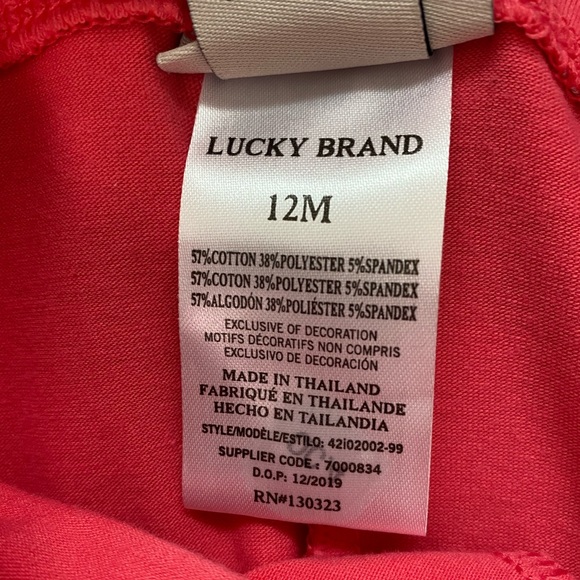 LUCKY BRAND
12M
57%COTTON 38%POLYESTER 5%SPANDEX
57%COTON 38%POLYESTER 5%SPANDEX
57%ALGODÓN 38%POLIÉSTER 5%SPANDEX
EXCLUSIVE OF DECORATION
MOTIFS DÉCORATIFS NON COMPRIS
EXCLUSIVO DE DECORACIÓN
MADE IN THAILAND
FABRIQUÉ EN THAILANDE
HECHO EN TAILANDIA
STYLE/MODÈLE/ESTILO: 42i02002-99
SUPPLIER CODE : 7000834
D.O.P: 12/2019
RN#130323